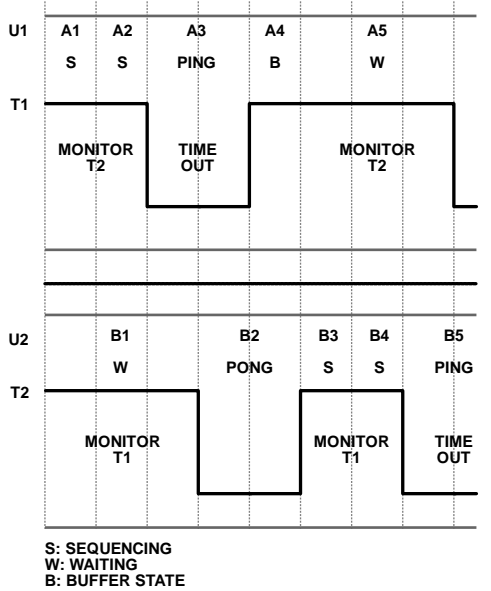 U1 A1 A2 A3 A4 A5
S S PING B W
T1
MONITOR TIME MONITOR
T2 OUT T2
U2 B1 B2 B3 B4 B5
W PONG S S PING
T2
MONITOR MONITOR TIME
T1 T1 OUT
S: SEQUENCING
W: WAITING
B: BUFFER STATE